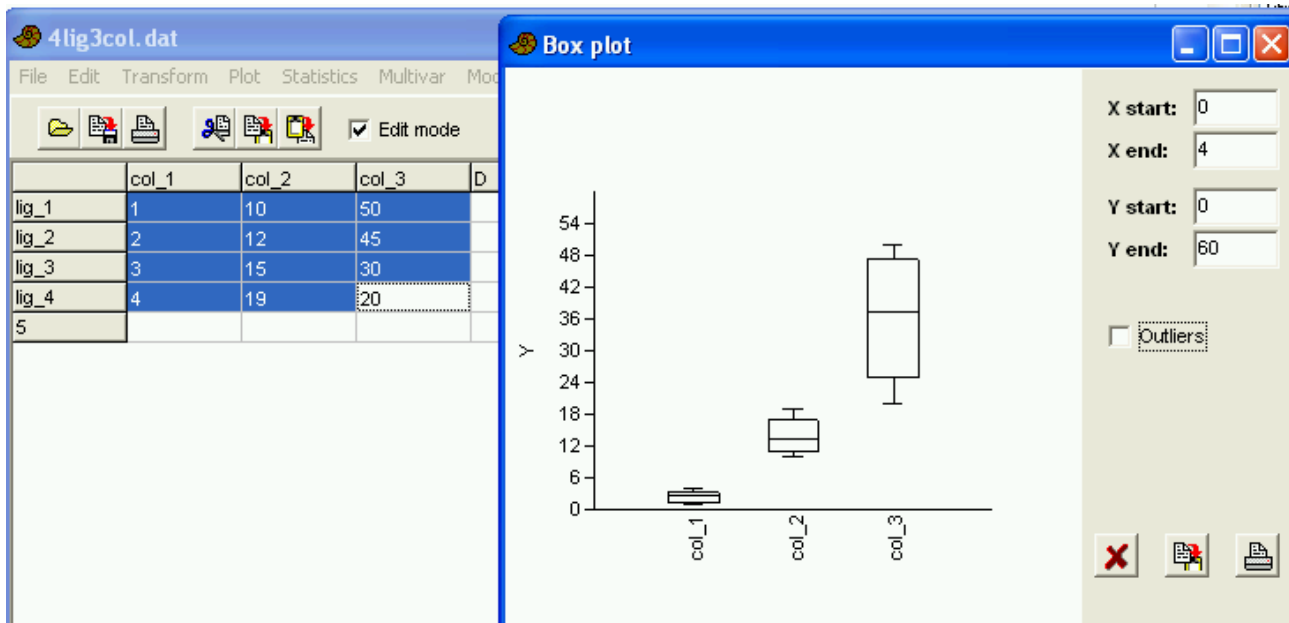 4lig3col.dat
File Edit Transform Plot Statistics Multivar Mod
Edit mode
col_1 col_2 col_3 D
lig_1 1 10 50
lig_2 2 12 45
lig_3 3 15 30
lig_4 4 19 20
5
Box plot
54
48
42
36
30
24
18
12
6
0
Y
col_1 col_2 col_3
X start: 0
X end: 4
Y start: 0
Y end: 60
Outliers